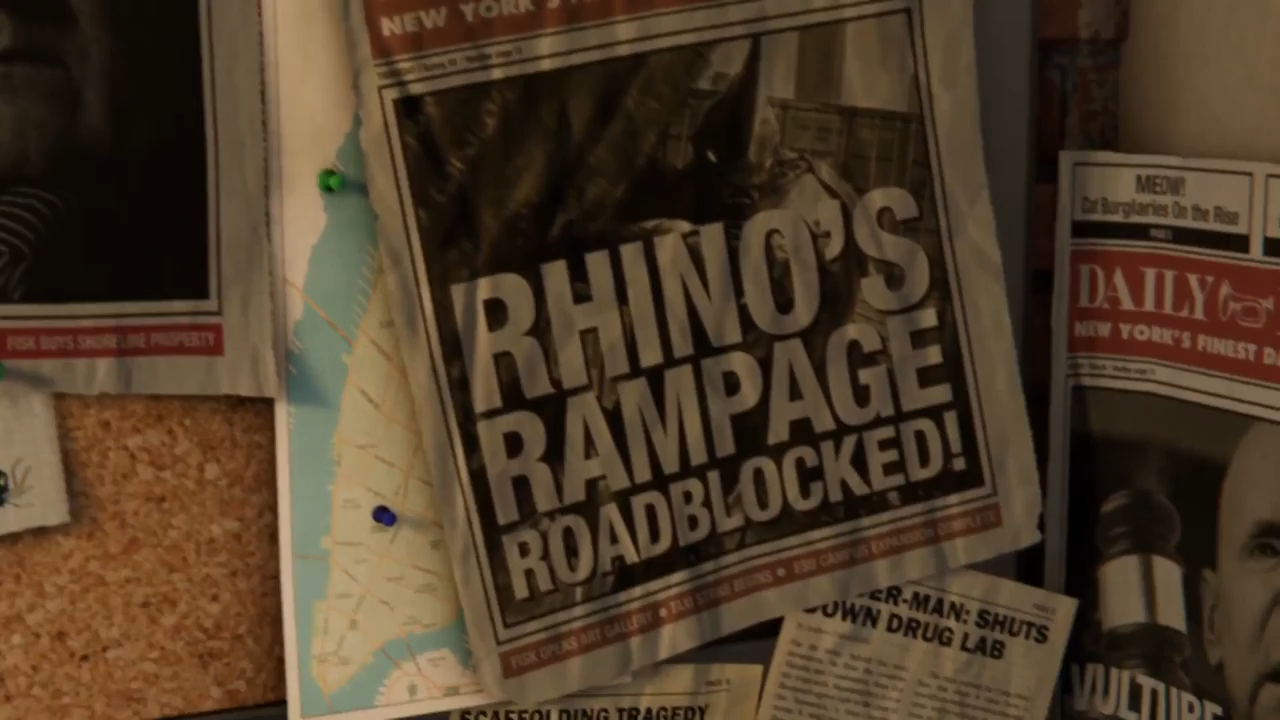 NEW YORK'S
RHINO'S
RAMPAGE
ROADBLOCKED!
FISK OPENS ART GALLERY ◆ TLU STRIKE BEGINS ◆ ESU CAMPUS EXPANSION COMPLETE
FISK BUYS SHORELINE PROPERTY
MEOW!
Cat Burglaries On the Rise
DAILY
NEW YORK'S FINEST DA
VULTURE
ER-MAN: SHUTS
DOWN DRUG LAB
SCAFFOLDING TRAGEDY